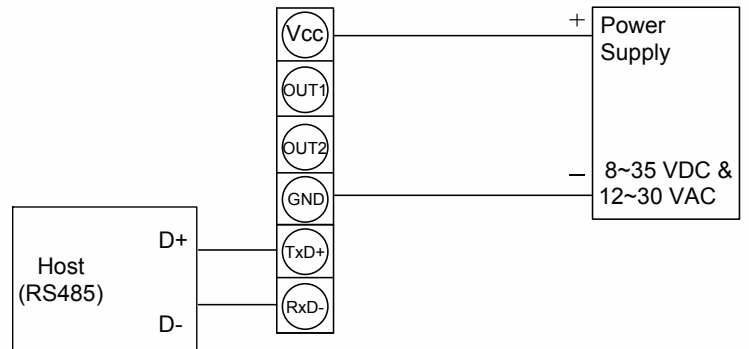 Vcc
+
Power
Supply
OUT1
OUT2
GND
–
8~35 VDC &
12~30 VAC
Host
(RS485)
D+
D-
TxD+
RxD-